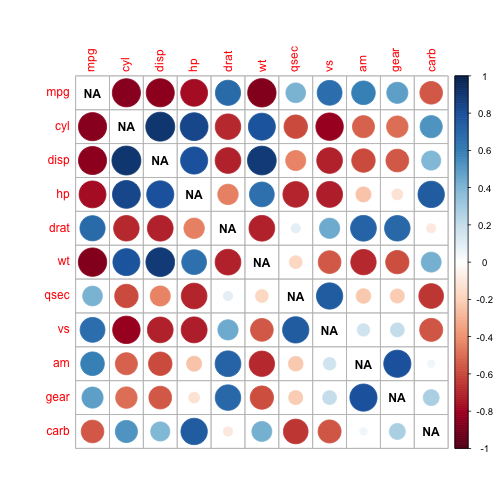 mpg cyl disp hp drat wt qsec vs am gear carb
mpg NA
cyl NA
disp NA
hp NA
drat NA
wt NA
qsec NA
vs NA
am NA
gear NA
carb NA
1
0.8
0.6
0.4
0.2
0
-0.2
-0.4
-0.6
-0.8
-1